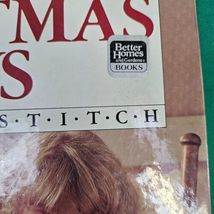 TMAS
Better Homes
and Gardens®
BOOKS
S
S·T·I·T·C·H